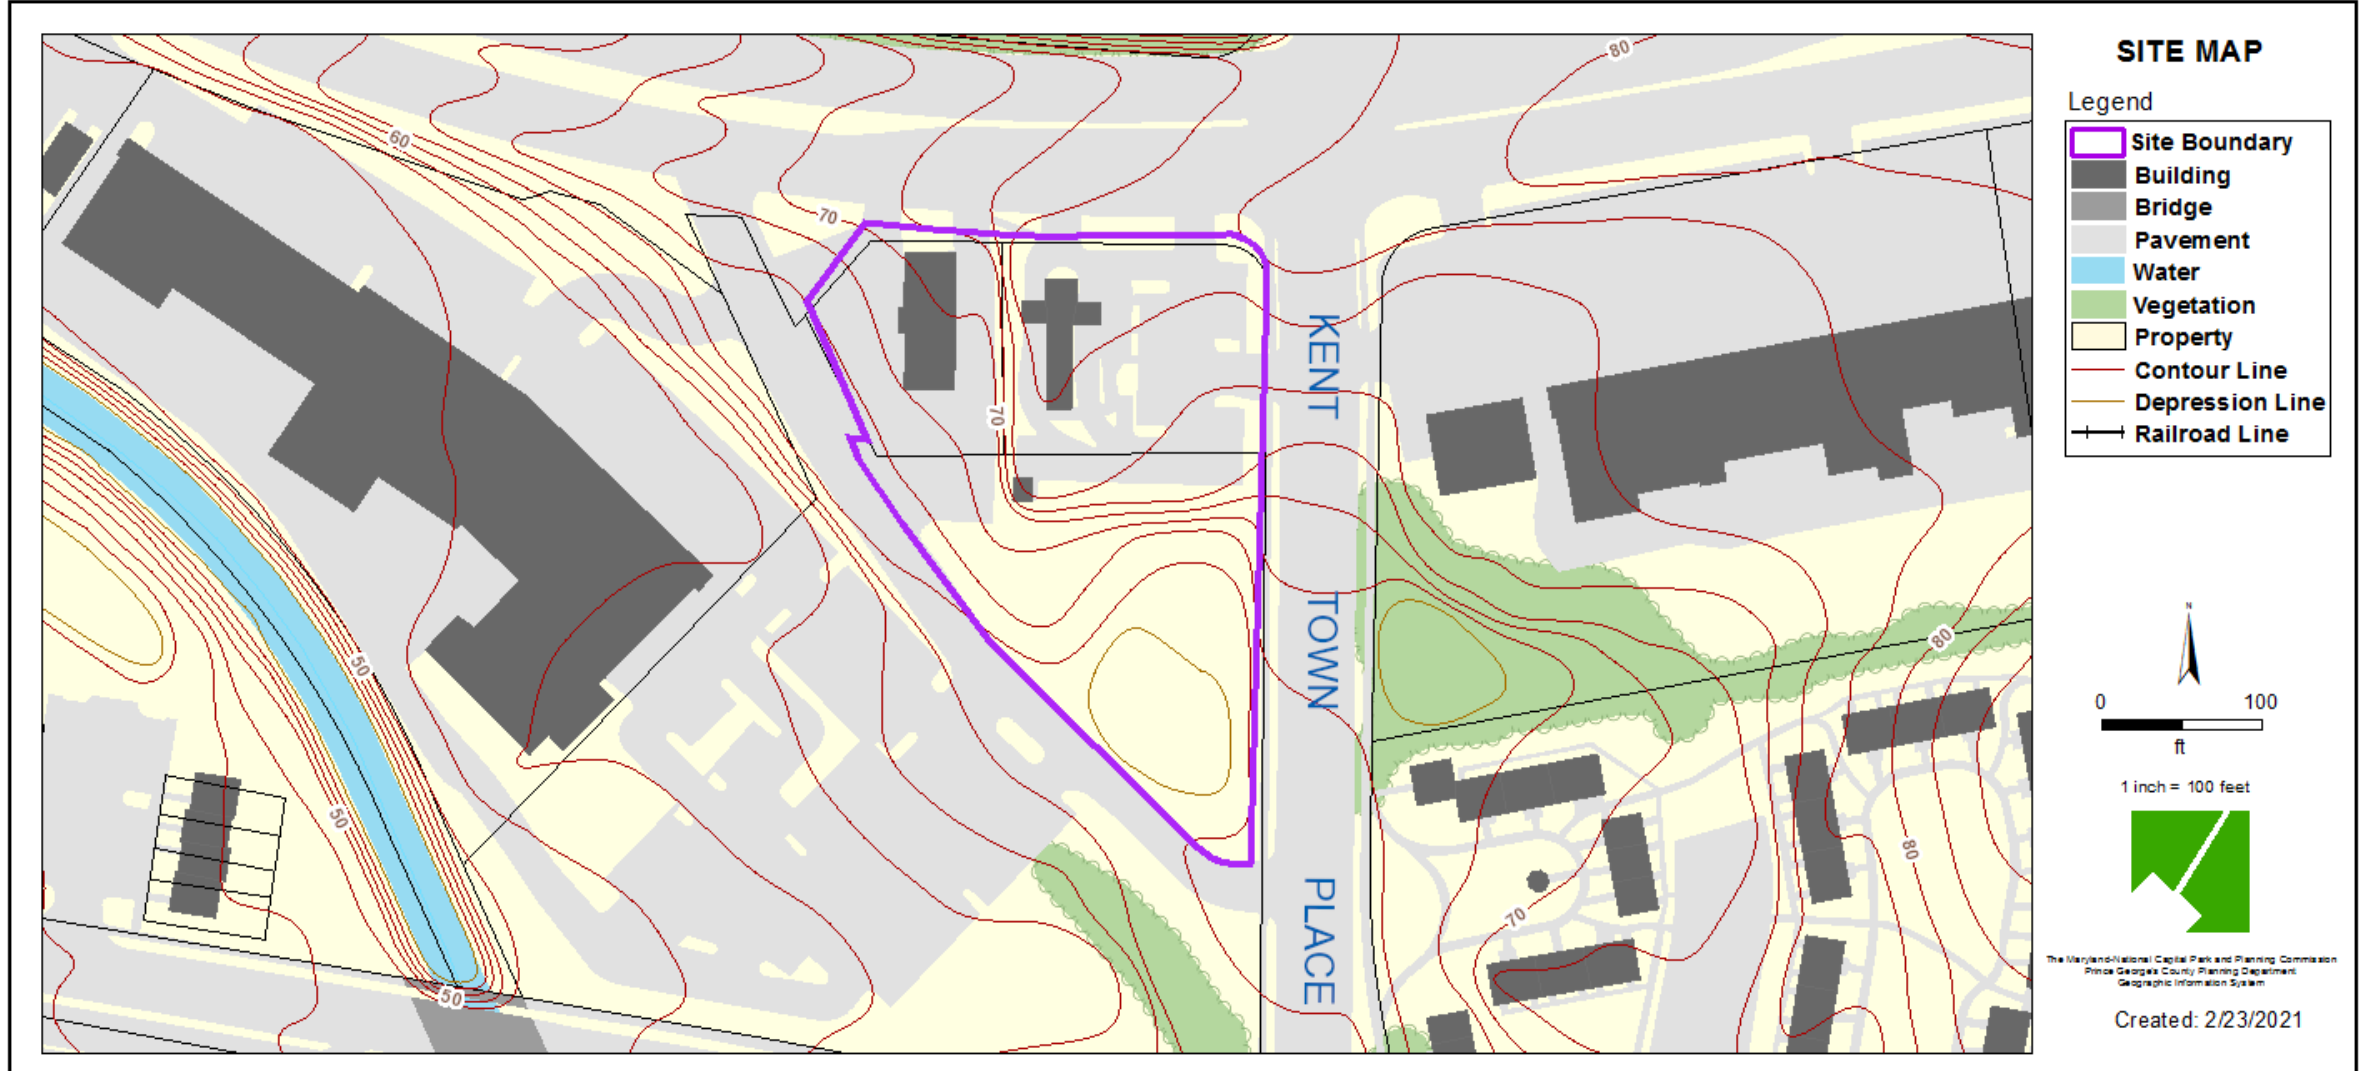 SITE MAP
Legend
Site Boundary
Building
Bridge
Pavement
Water
Vegetation
Property
Contour Line
Depression Line
Railroad Line
80
60
70
70
KENT
TOWN
PLACE
50
50
50
80
80
70
N
0 100
ft
1 inch = 100 feet
The Maryland-National Capital Park and Planning Commission
Prince George's County Planning Department
Geographic Information System
Created: 2/23/2021